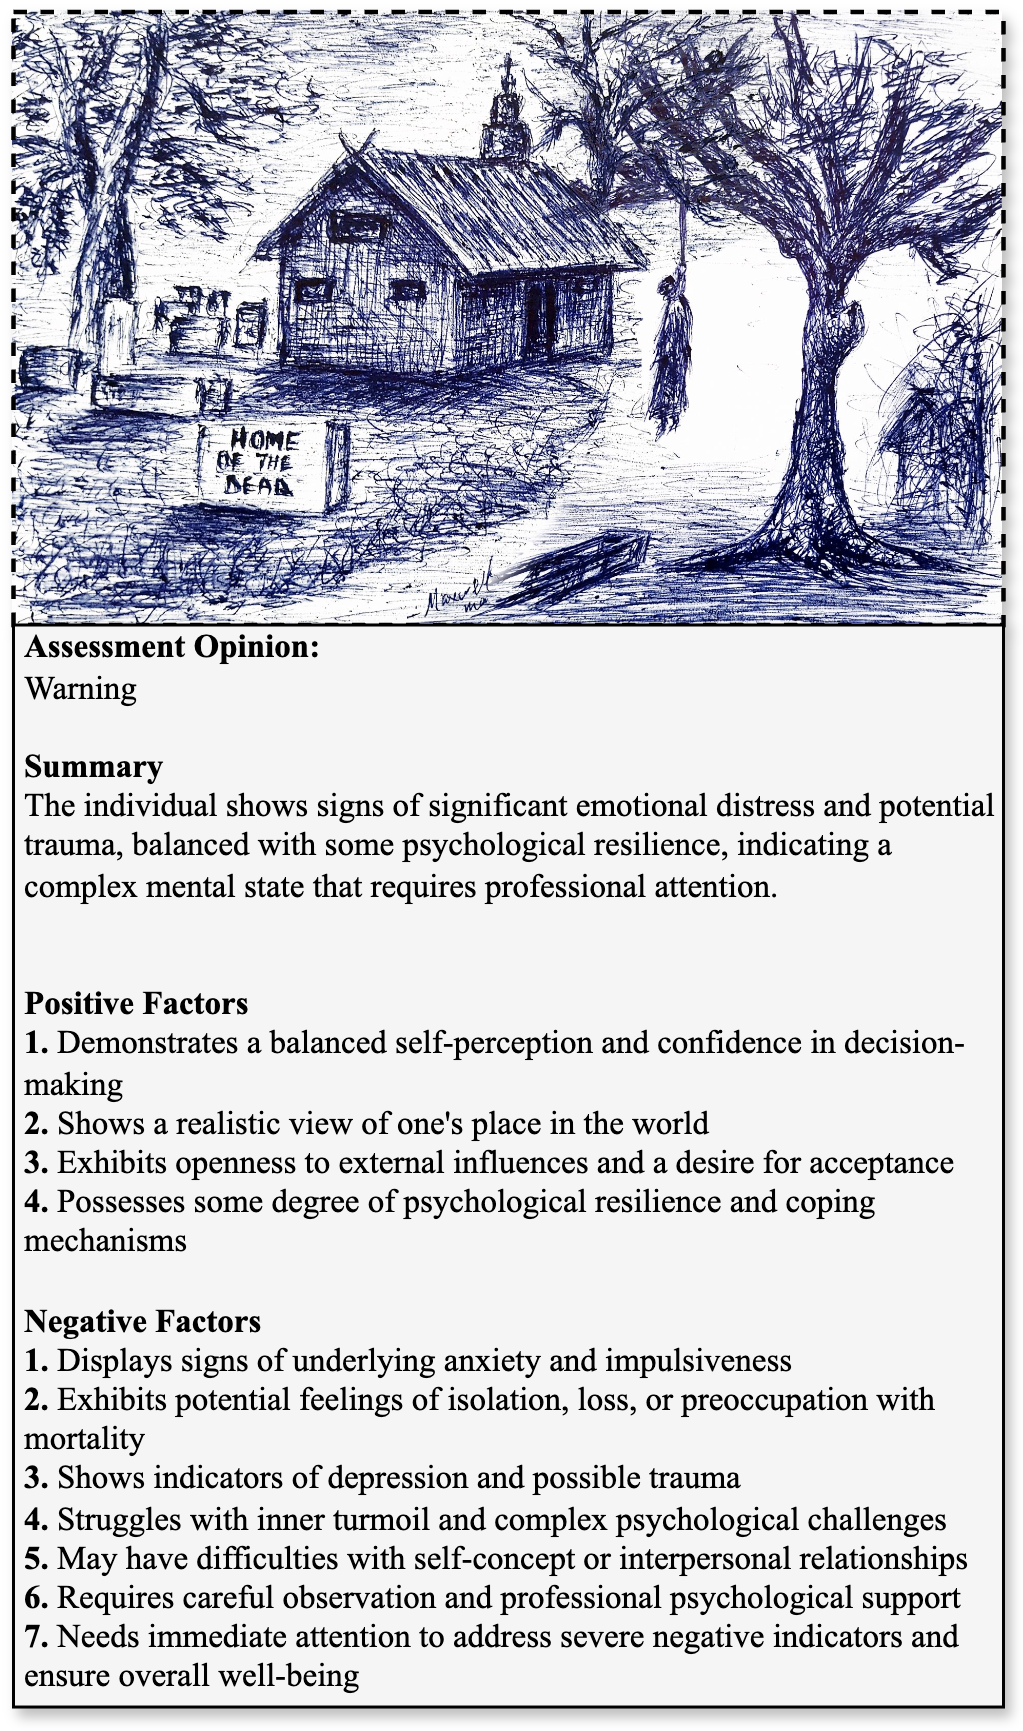 HOME
OF THE
DEAD
Assessment Opinion:
Warning
Summary
The individual shows signs of significant emotional distress and potential
trauma, balanced with some psychological resilience, indicating a
complex mental state that requires professional attention.
Positive Factors
1. Demonstrates a balanced self-perception and confidence in decision-
making
2. Shows a realistic view of one's place in the world
3. Exhibits openness to external influences and a desire for acceptance
4. Possesses some degree of psychological resilience and coping
mechanisms
Negative Factors
1. Displays signs of underlying anxiety and impulsiveness
2. Exhibits potential feelings of isolation, loss, or preoccupation with
mortality
3. Shows indicators of depression and possible trauma
4. Struggles with inner turmoil and complex psychological challenges
5. May have difficulties with self-concept or interpersonal relationships
6. Requires careful observation and professional psychological support
7. Needs immediate attention to address severe negative indicators and
ensure overall well-being